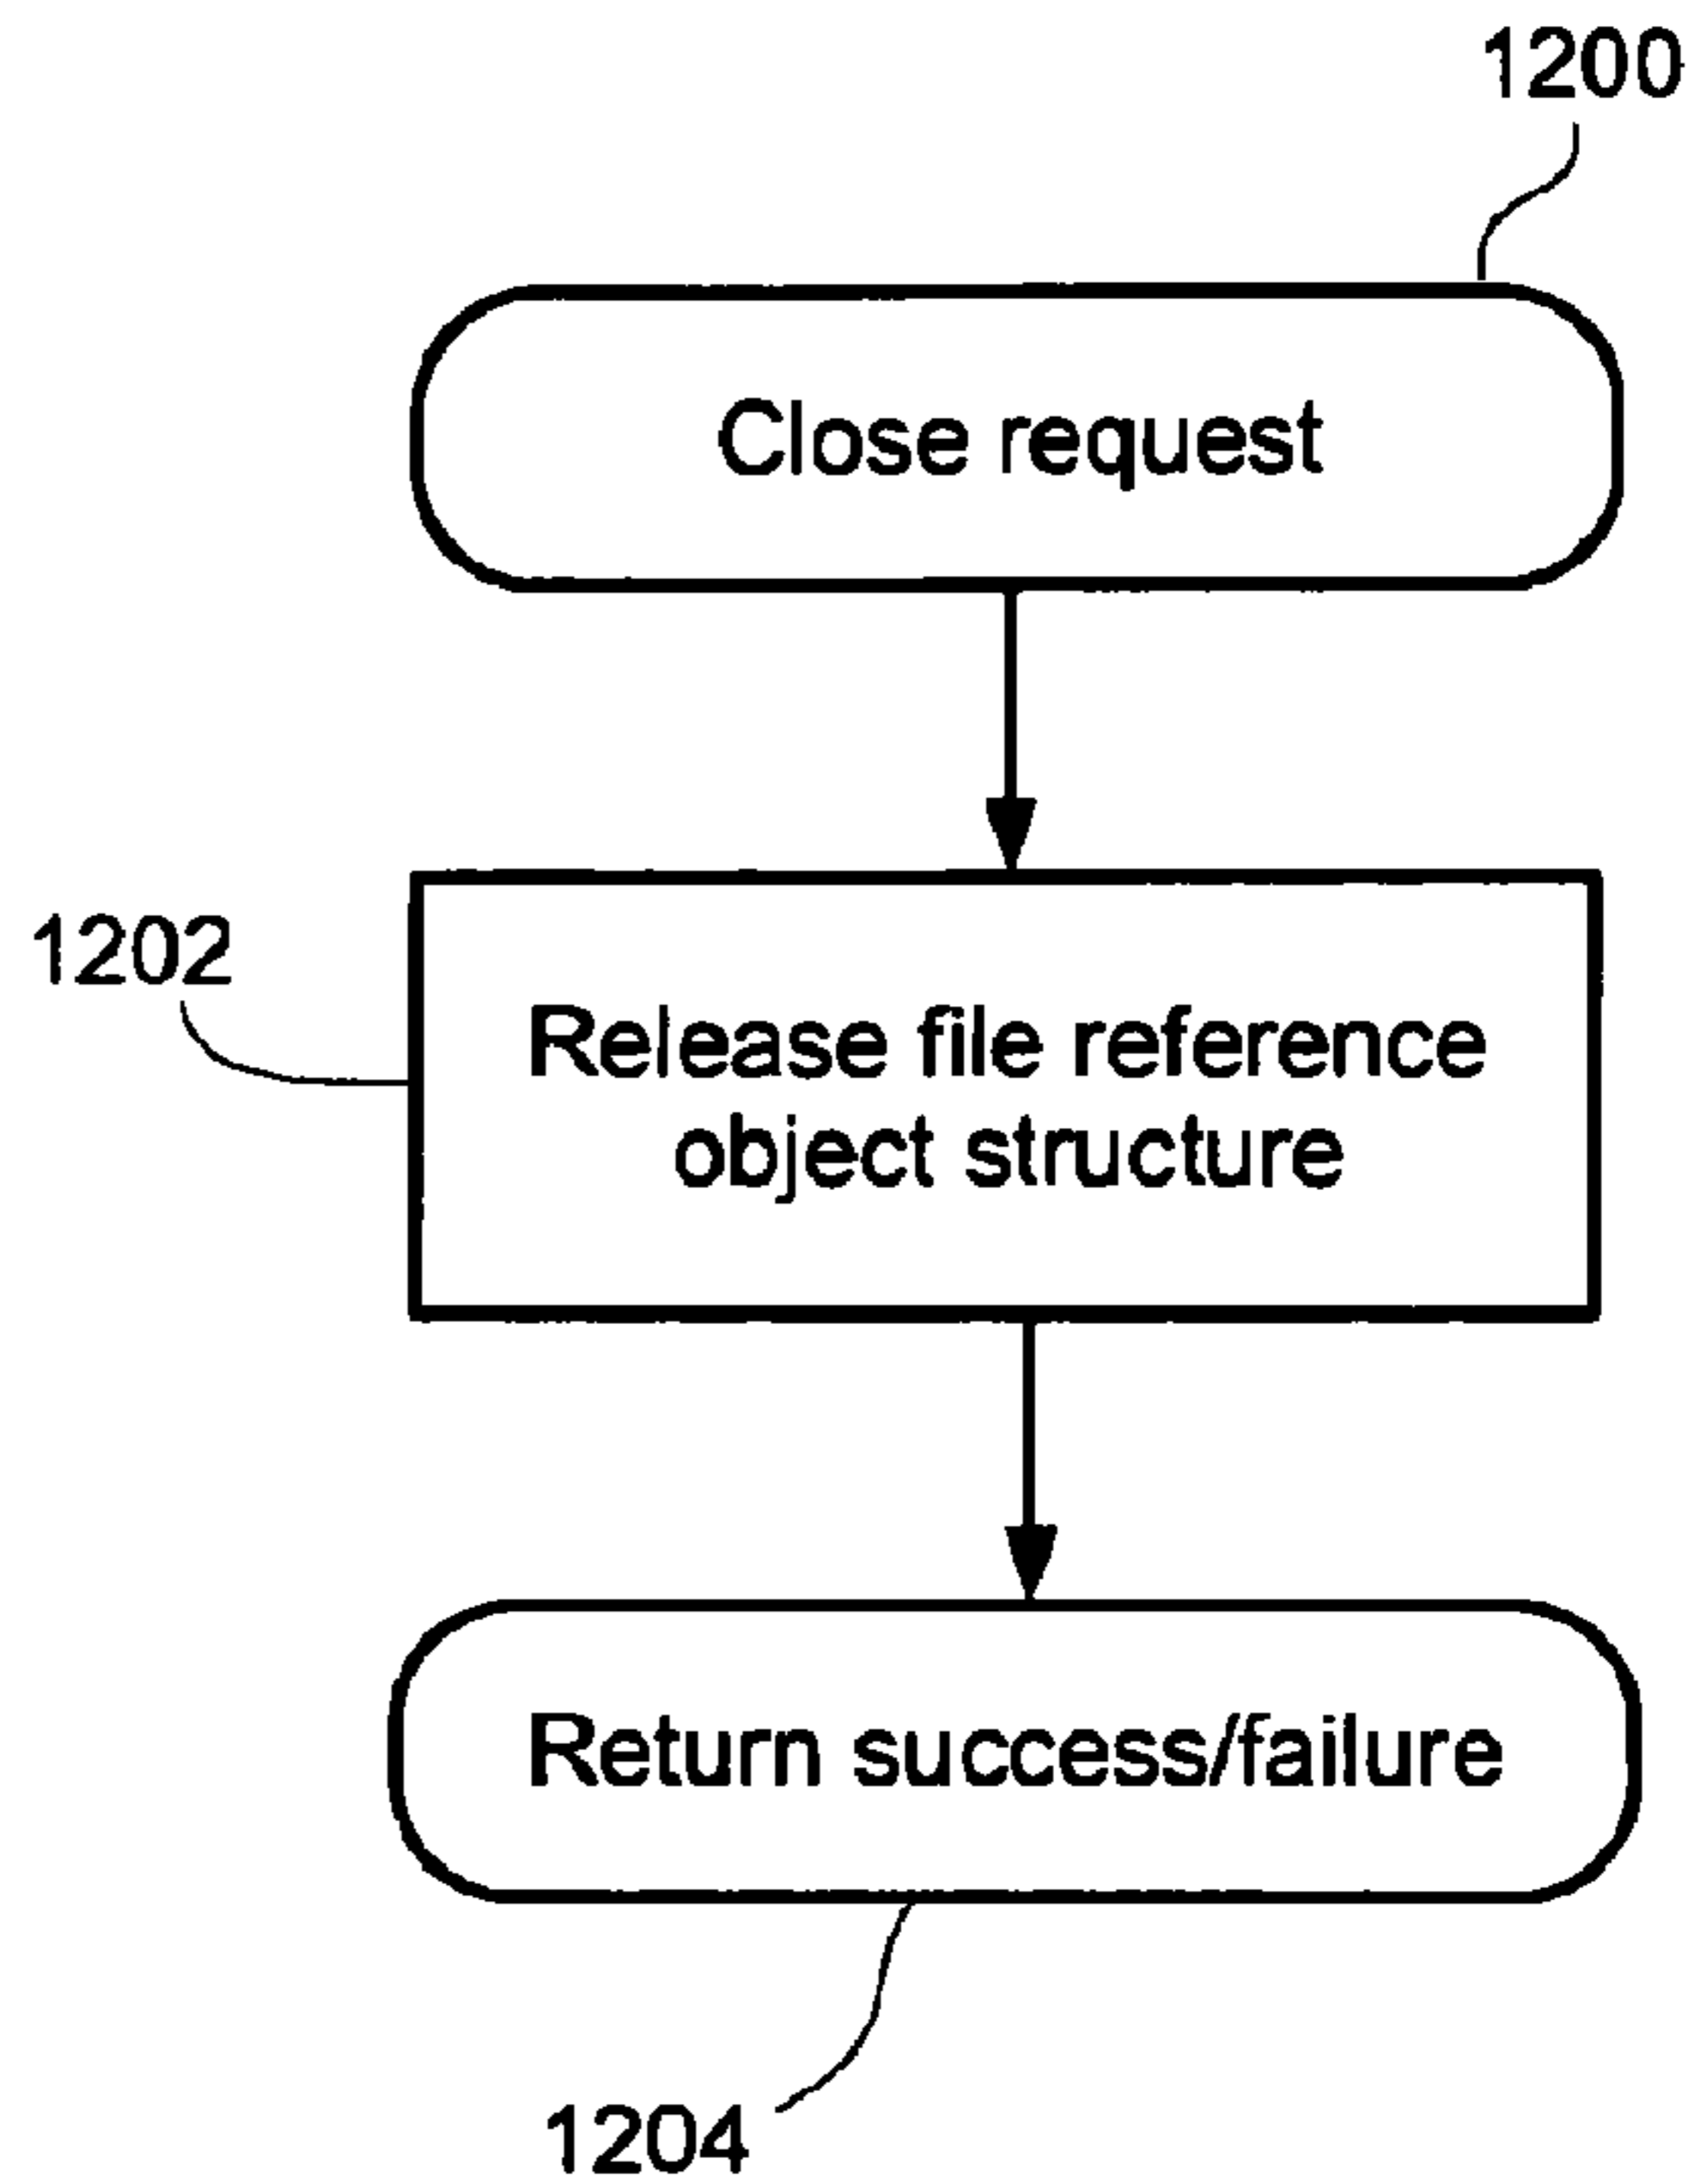 1200
Close request
1202
Release file reference
object structure
Return success/failure
1204